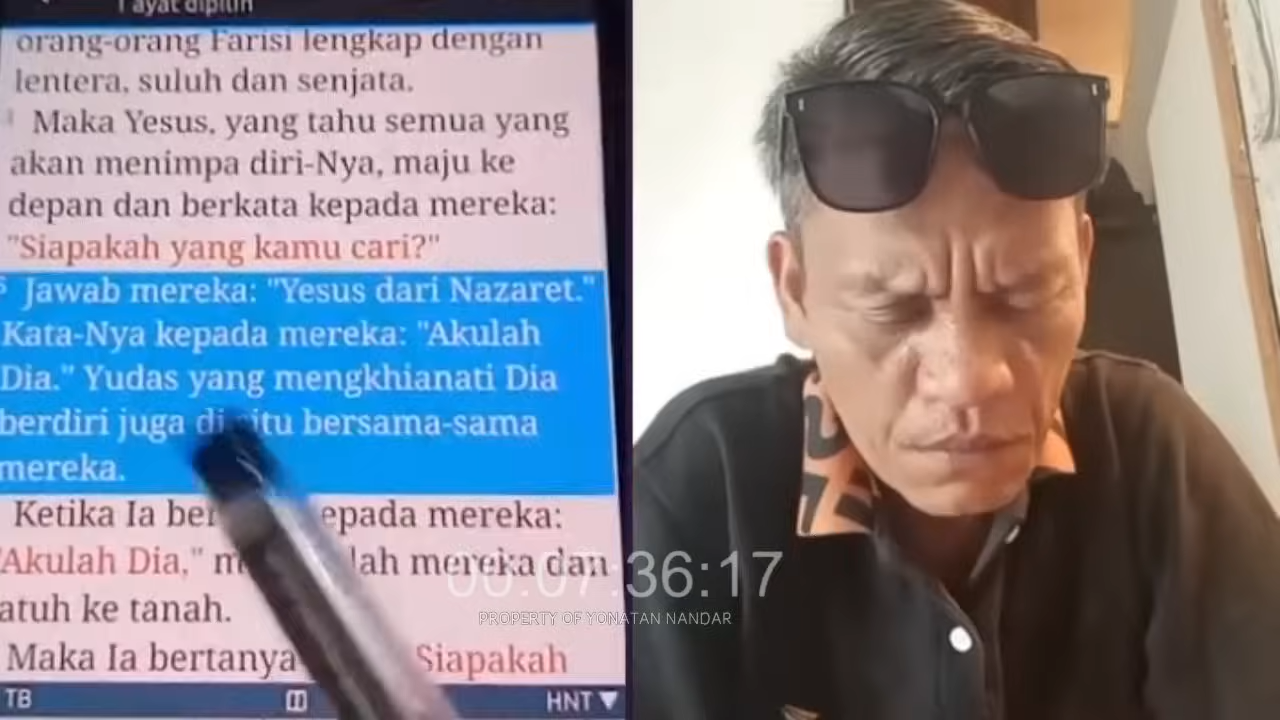 1 ayat dipilih
orang-orang Farisi lengkap dengan
lentera, suluh dan senjata.
Maka Yesus, yang tahu semua yang
akan menimpa diri-Nya, maju ke
depan dan berkata kepada mereka:
"Siapakah yang kamu cari?"
5 Jawab mereka: "Yesus dari Nazaret."
Kata-Nya kepada mereka: "Akulah
Dia." Yudas yang mengkhianati Dia
berdiri juga di situ bersama-sama
mereka.
Ketika Ia ber epada mereka:
"Akulah Dia," m lah mereka dan
atuh ke tanah.
Maka Ia bertanya Siapakah
TB HNT ▼
00:07:36:17
PROPERTY OF YONATAN NANDAR